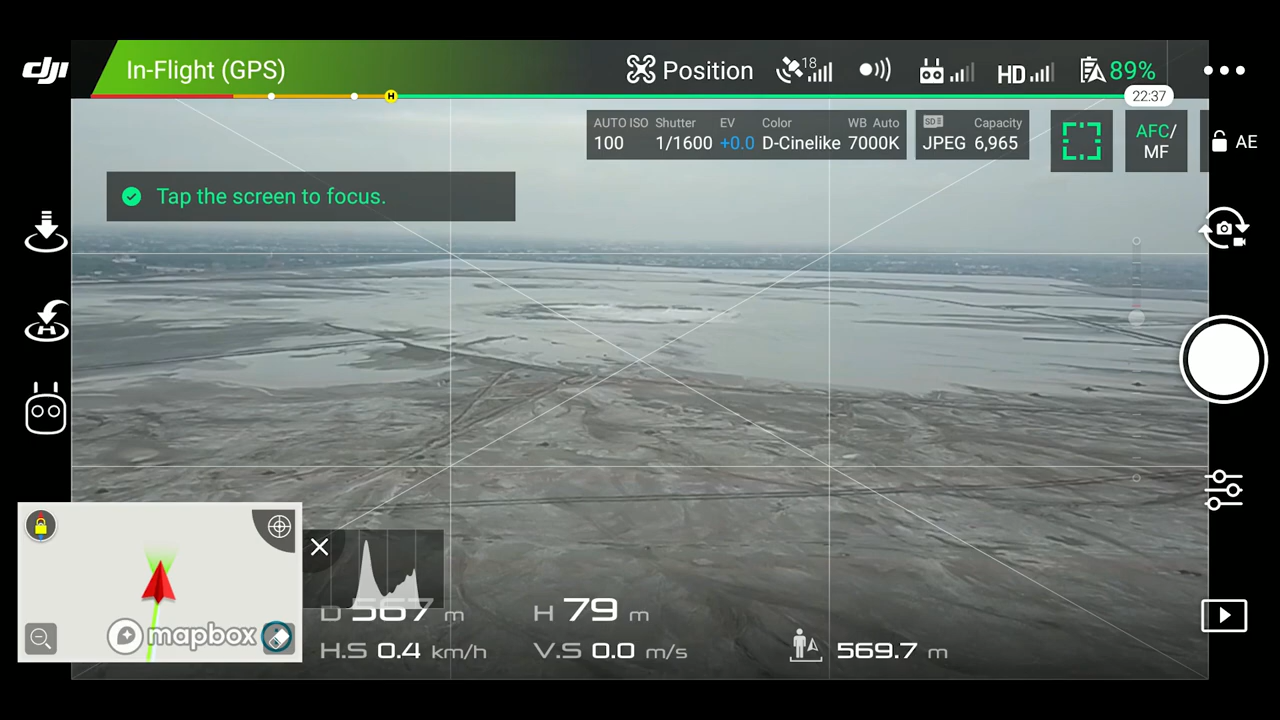 dji In-Flight (GPS) Position 18 HD 89%
H 22:37
AUTO ISO Shutter EV Color WB Auto SD Capacity
100 1/1600 +0.0 D-Cinelike 7000K JPEG 6,965
AFC/
MF
AE
Tap the screen to focus.
H
mapbox
D 567 m H 79 m
H.S 0.4 km/h V.S 0.0 m/s 569.7 m